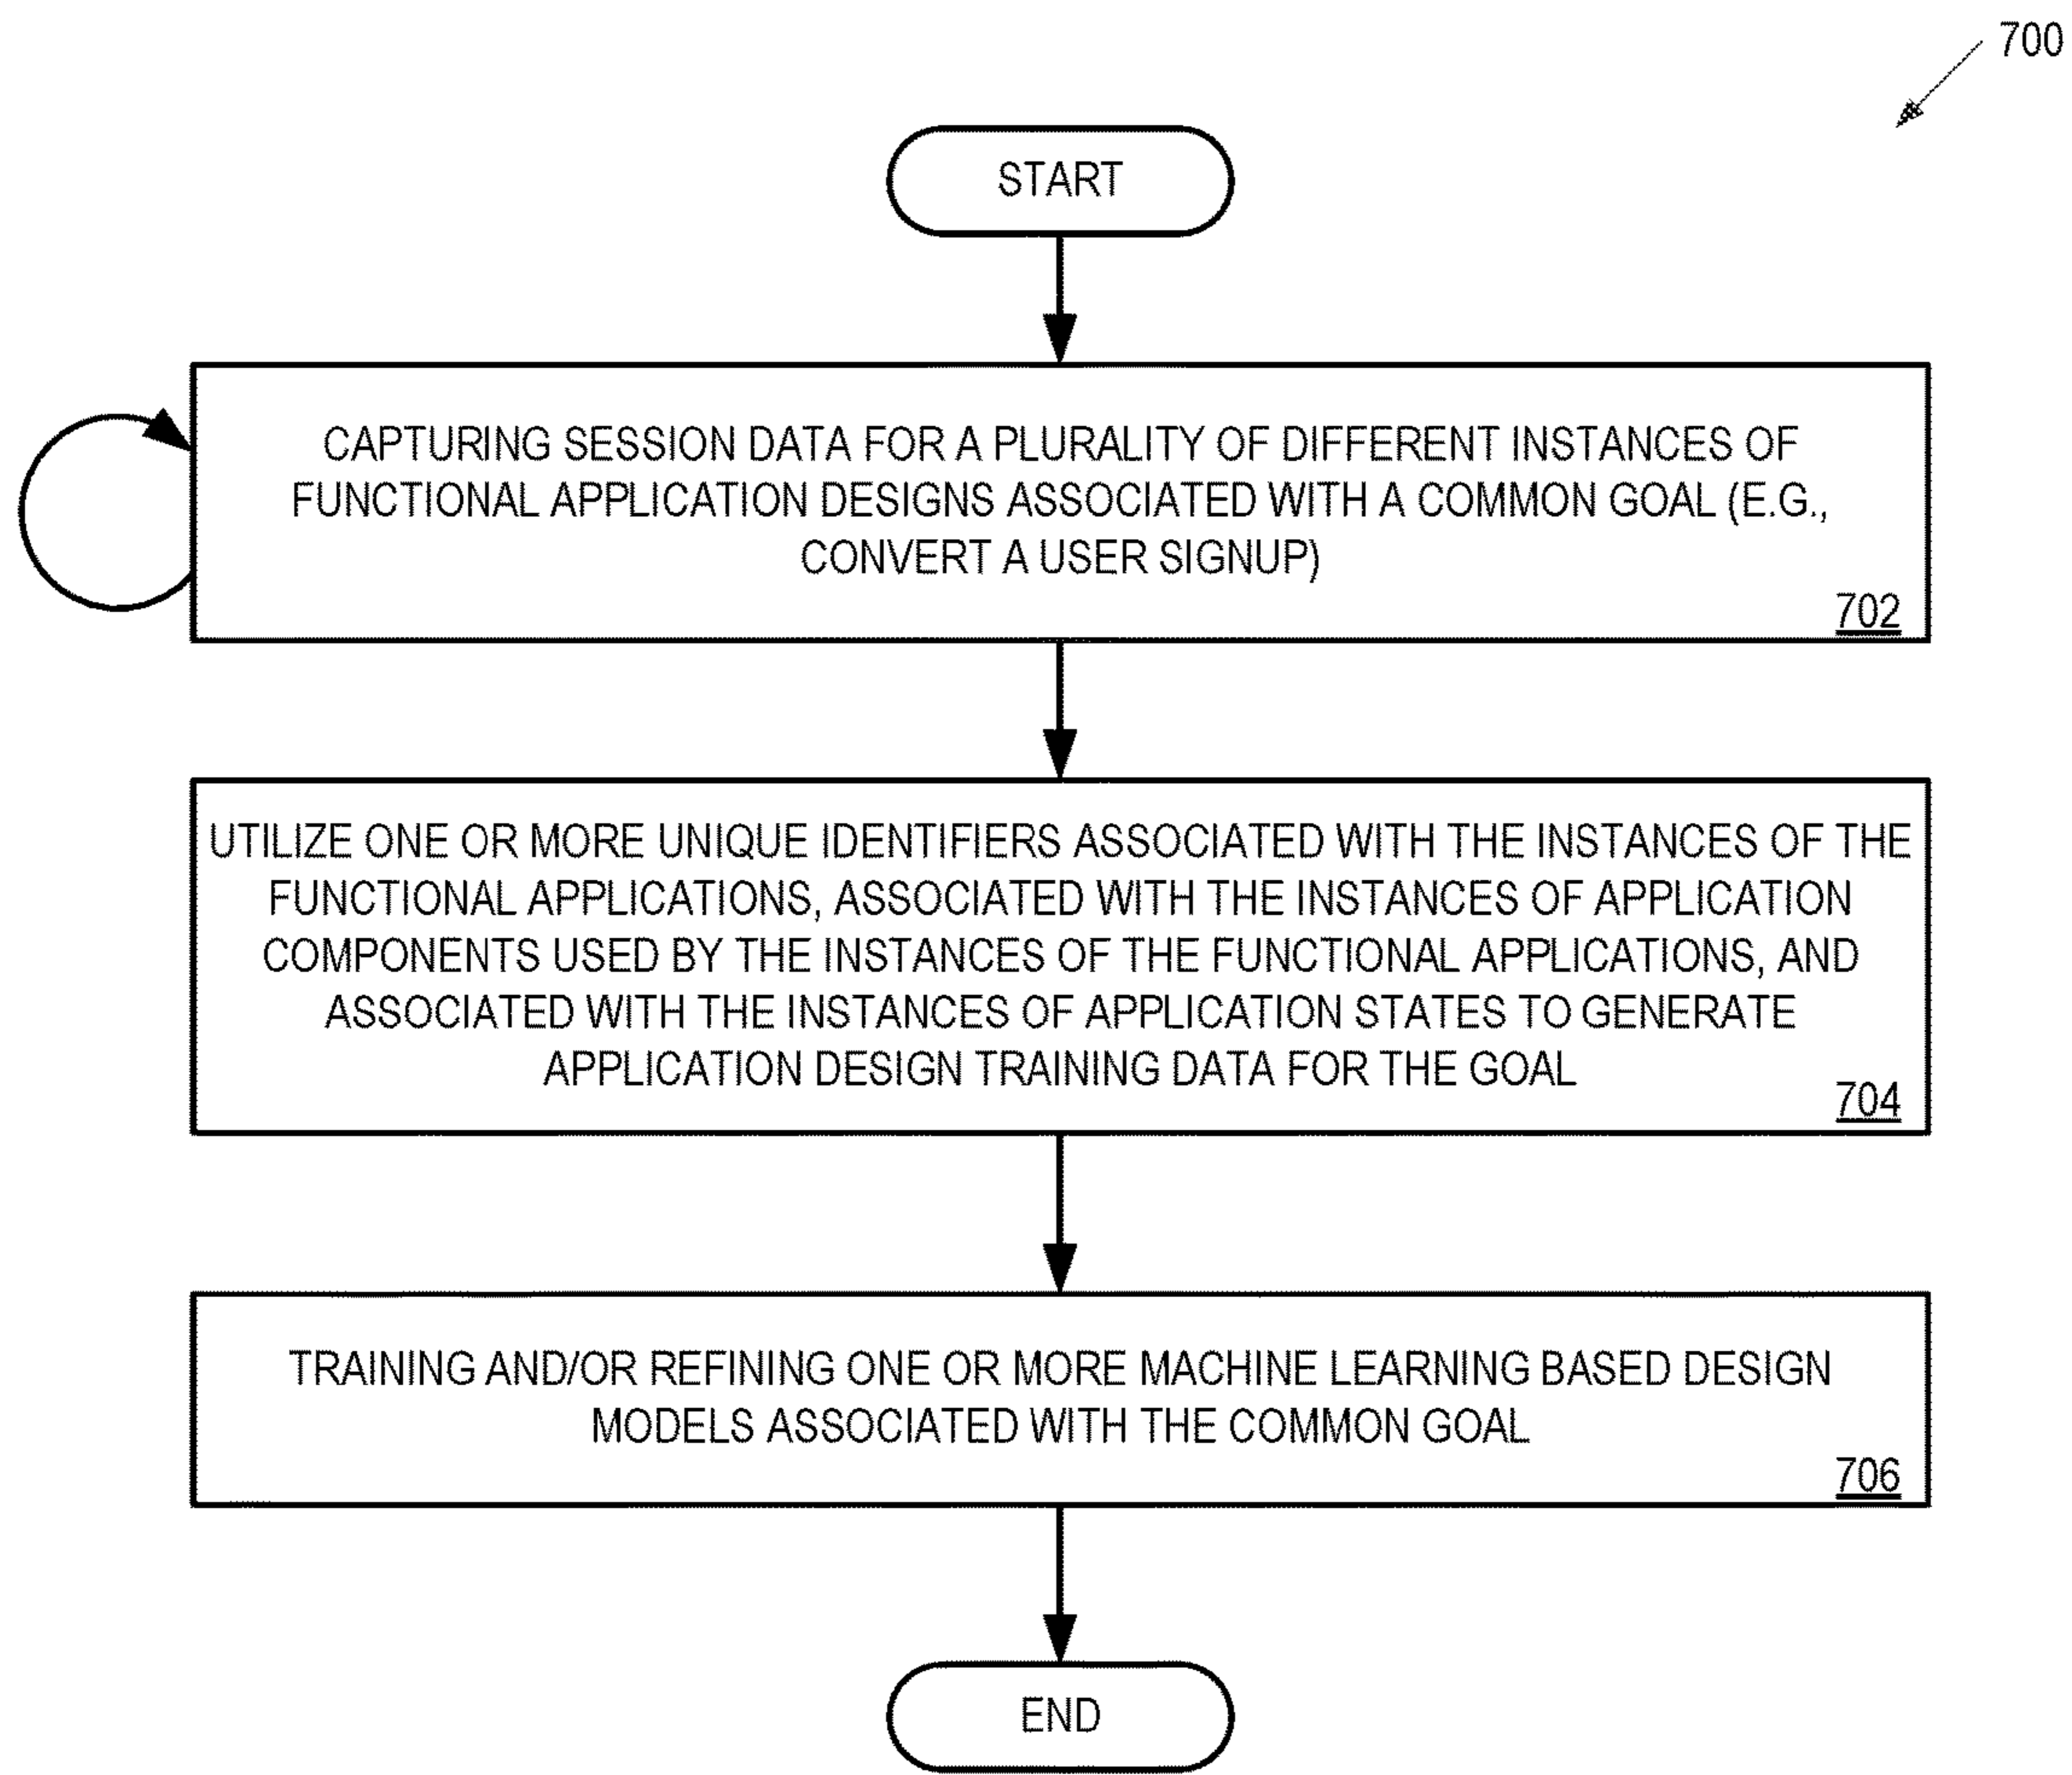 700
START
CAPTURING SESSION DATA FOR A PLURALITY OF DIFFERENT INSTANCES OF
FUNCTIONAL APPLICATION DESIGNS ASSOCIATED WITH A COMMON GOAL (E.G.,
CONVERT A USER SIGNUP)
702
UTILIZE ONE OR MORE UNIQUE IDENTIFIERS ASSOCIATED WITH THE INSTANCES OF THE
FUNCTIONAL APPLICATIONS, ASSOCIATED WITH THE INSTANCES OF APPLICATION
COMPONENTS USED BY THE INSTANCES OF THE FUNCTIONAL APPLICATIONS, AND
ASSOCIATED WITH THE INSTANCES OF APPLICATION STATES TO GENERATE
APPLICATION DESIGN TRAINING DATA FOR THE GOAL
704
TRAINING AND/OR REFINING ONE OR MORE MACHINE LEARNING BASED DESIGN
MODELS ASSOCIATED WITH THE COMMON GOAL
706
END